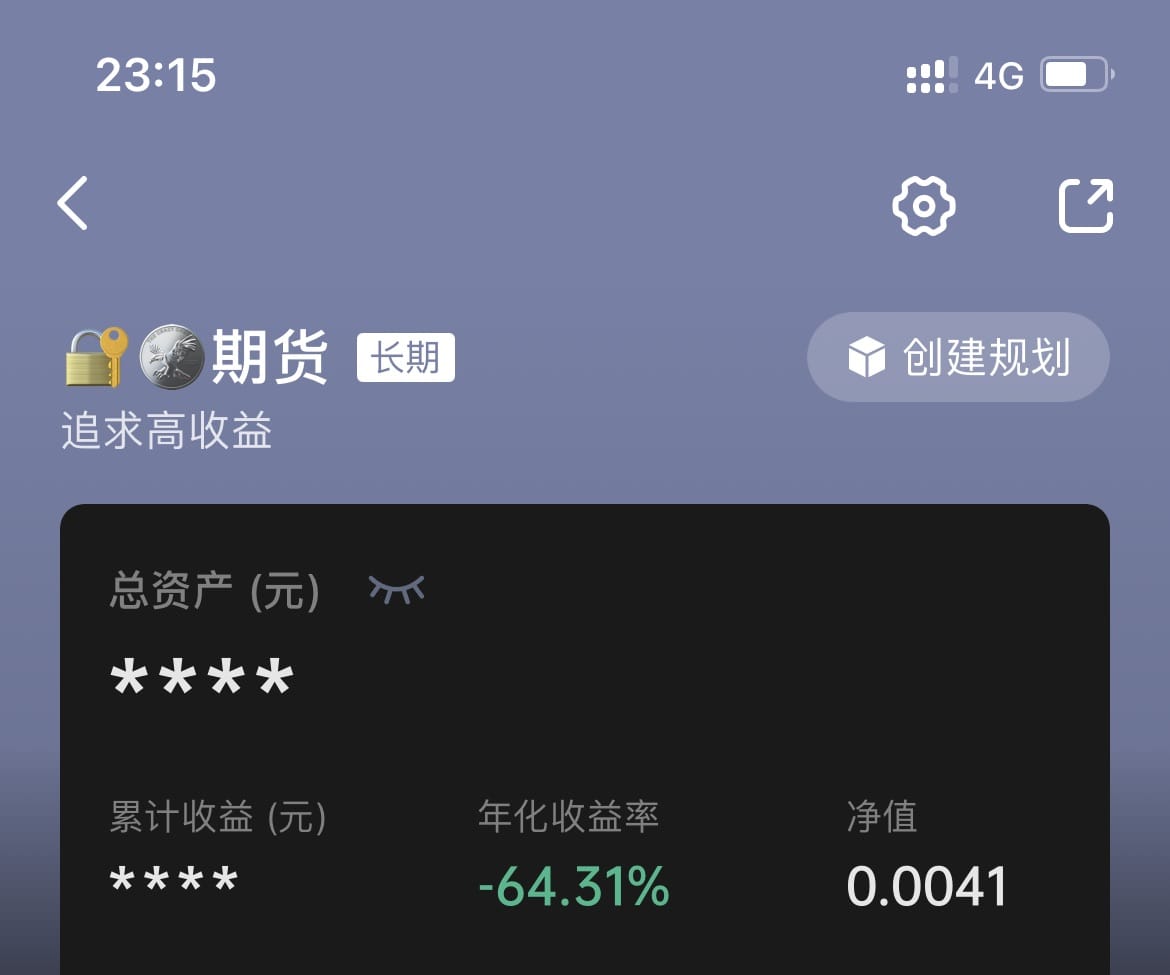 23:15 4G
期货 长期 创建规划
追求高收益
总资产 (元)
****
累计收益 (元) 年化收益率 净值
**** -64.31% 0.0041